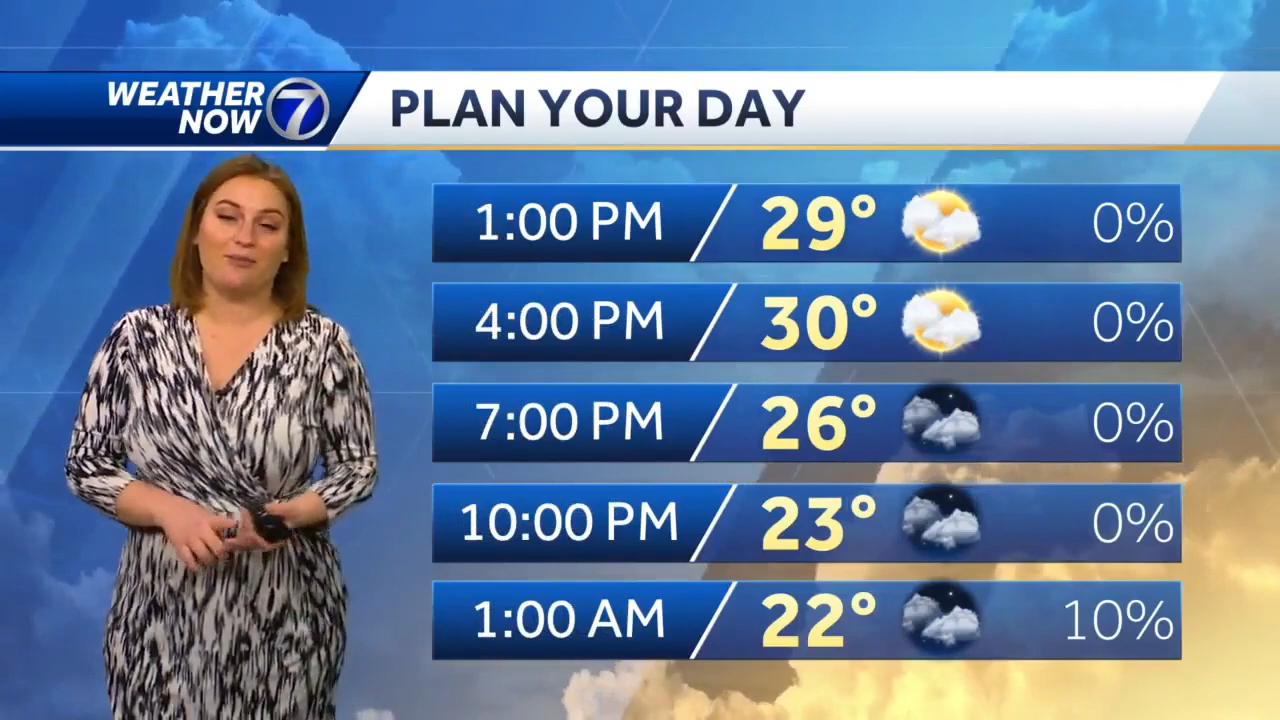 WEATHER
NOW 7
PLAN YOUR DAY
1:00 PM 29° 0%
4:00 PM 30° 0%
7:00 PM 26° 0%
10:00 PM 23° 0%
1:00 AM 22° 10%